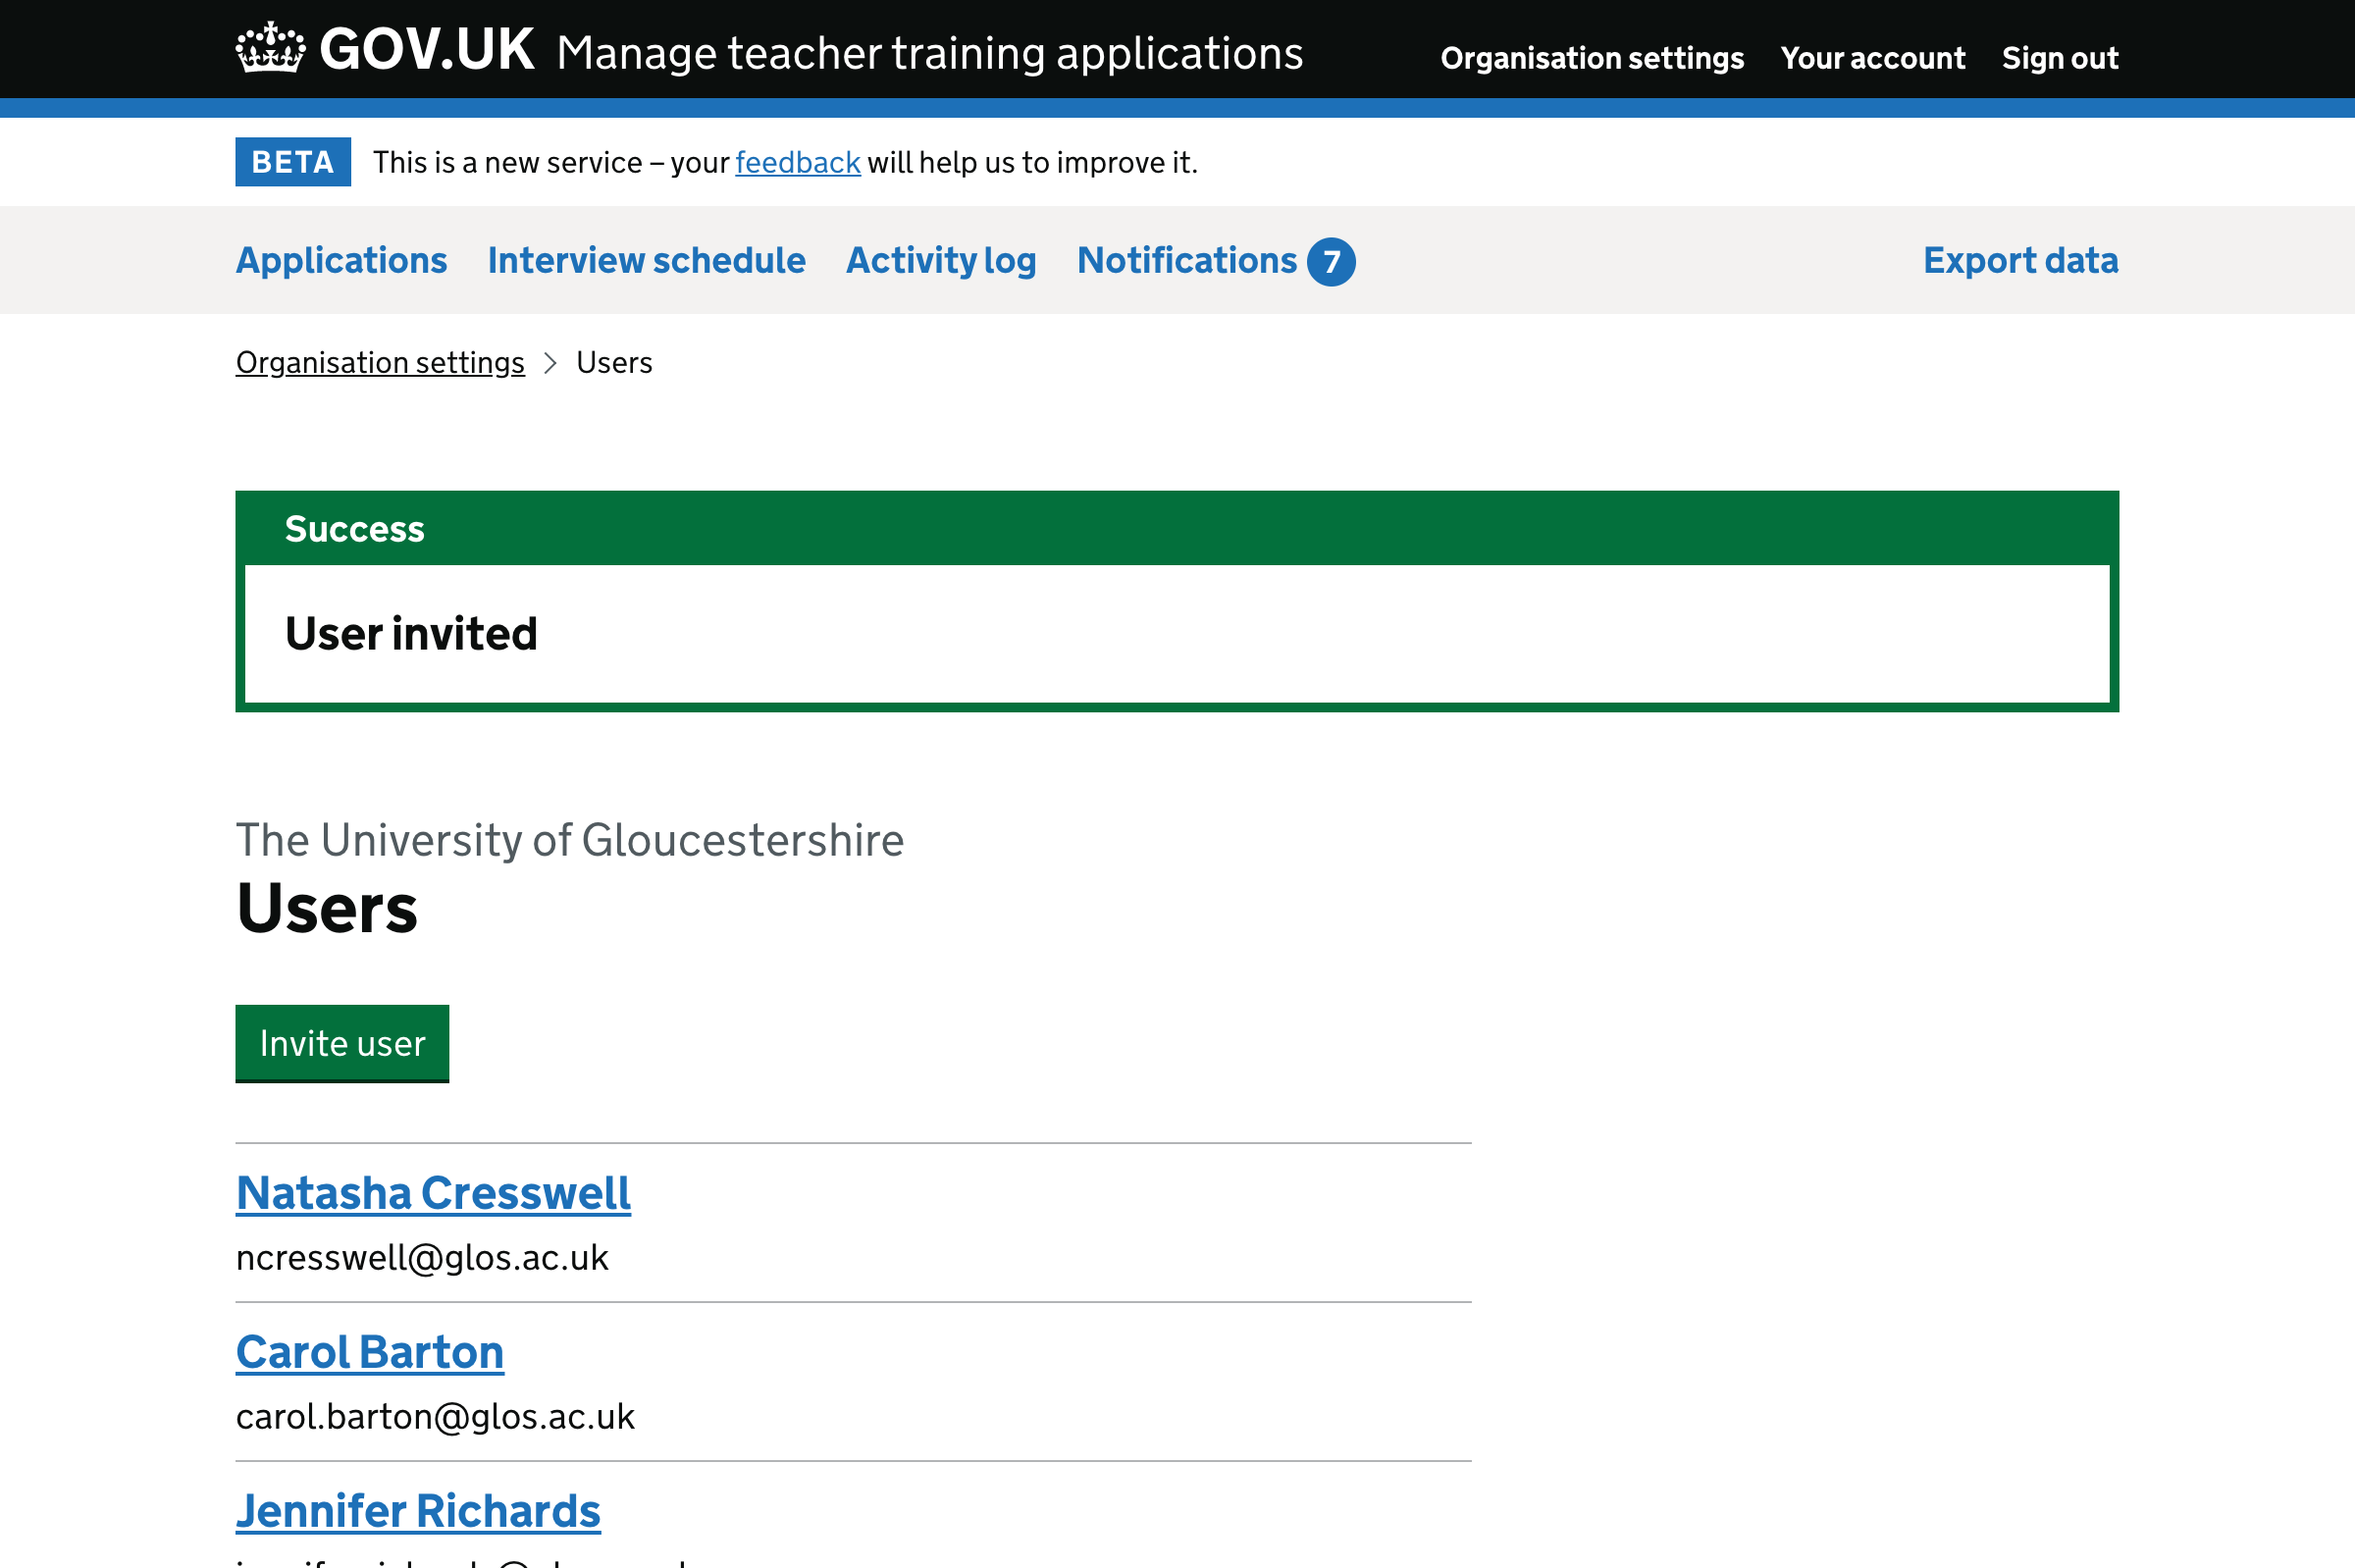 GOV.UK Manage teacher training applications Organisation settings Your account Sign out
BETA This is a new service – your feedback will help us to improve it.
Applications Interview schedule Activity log Notifications 7 Export data
Organisation settings Users
Success
User invited
The University of Gloucestershire
Users
Invite user
Natasha Cresswell
ncresswell@glos.ac.uk
Carol Barton
carol.barton@glos.ac.uk
Jennifer Richards